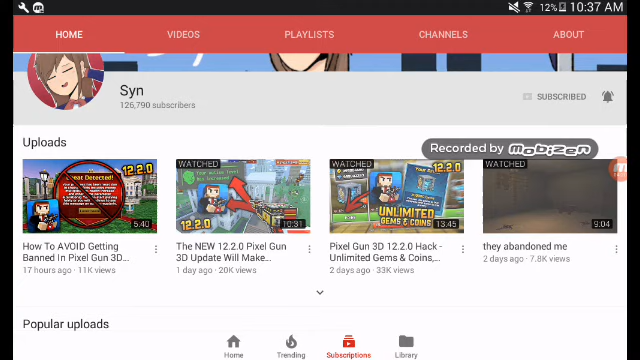 12% 10:37 AM
HOME VIDEOS PLAYLISTS CHANNELS ABOUT
Syn
126,790 subscribers
SUBSCRIBED
Uploads
Recorded by mobizen
12.2.0
5:40
WATCHED
12.2.0
10:31
WATCHED
12.2.0
UNLIMITED
GEMS & COINS
13:45
WATCHED
9:04
How To AVOID Getting
Banned In Pixel Gun 3D...
17 hours ago · 11K views
The NEW 12.2.0 Pixel Gun
3D Update Will Make...
1 day ago · 20K views
Pixel Gun 3D 12.2.0 Hack -
Unlimited Gems & Coins,...
2 days ago · 33K views
they abandoned me
2 days ago · 7.8K views
Popular uploads
Home Trending Subscriptions Library